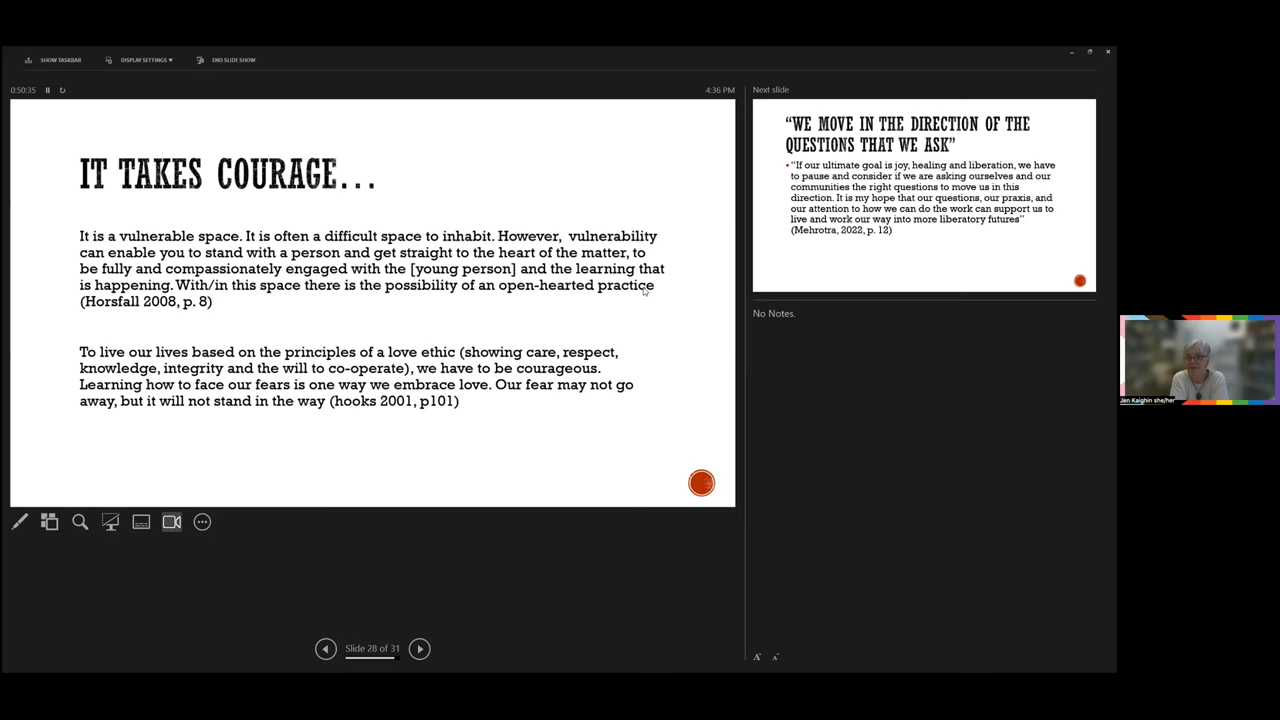 SHOW TASKBAR
DISPLAY SETTINGS ▾
END SLIDE SHOW
0:50:35
4:36 PM
IT TAKES COURAGE...
It is a vulnerable space. It is often a difficult space to inhabit. However,  vulnerability
can enable you to stand with a person and get straight to the heart of the matter, to
be fully and compassionately engaged with the [young person] and the learning that
is happening. With/in this space there is the possibility of an open-hearted practice
(Horsfall 2008, p. 8)
To live our lives based on the principles of a love ethic (showing care, respect,
knowledge, integrity and the will to co-operate), we have to be courageous.
Learning how to face our fears is one way we embrace love. Our fear may not go
away, but it will not stand in the way (hooks 2001, p101)
Slide 28 of 31
Next slide
“WE MOVE IN THE DIRECTION OF THE
QUESTIONS THAT WE ASK”
▪ “If our ultimate goal is joy, healing and liberation, we have
to pause and consider if we are asking ourselves and our
communities the right questions to move us in this
direction. It is my hope that our questions, our praxis, and
our attention to how we can do the work can support us to
live and work our way into more liberatory futures”
(Mehrotra, 2022, p. 12)
No Notes.
A A
Jen Kaighin she/her